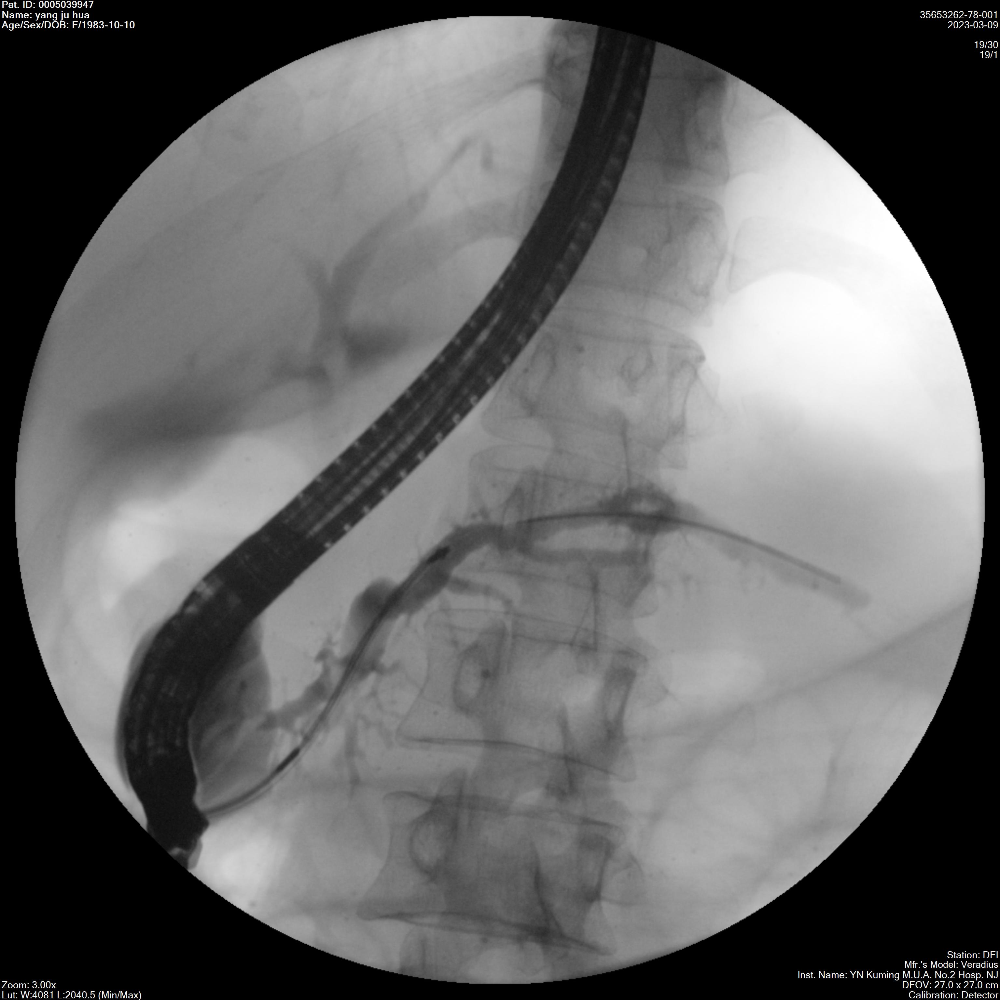 Pat. ID: 0005039947
Name: yang ju hua
Age/Sex/DOB: F/1983-10-10
35653262-78-001
2023-03-09
19/30
19/1
Zoom: 3.00x
Lut: W:4081 L:2040.5 (Min/Max)
Station: DFI
Mfr.'s Model: Veradius
Inst. Name: YN Kuming M.U.A. No.2 Hosp. NJ
DFOV: 27.0 x 27.0 cm
Calibration: Detector